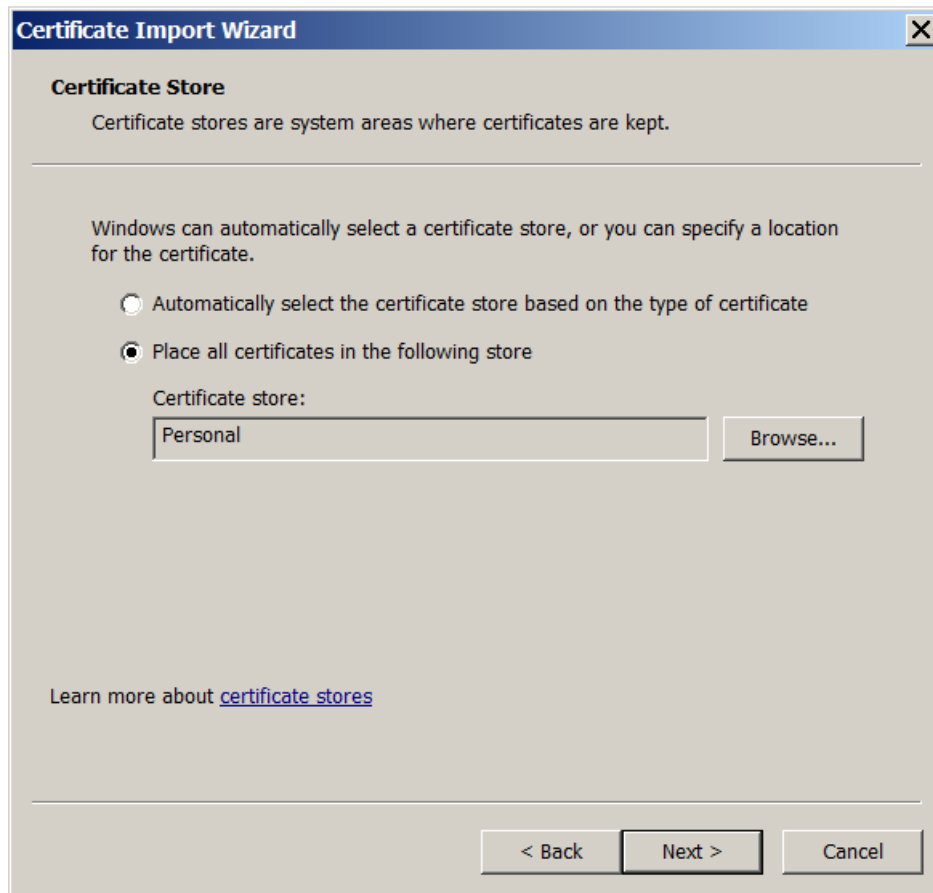 Certificate Import Wizard
Certificate Store
Certificate stores are system areas where certificates are kept.
Windows can automatically select a certificate store, or you can specify a location
for the certificate.
Automatically select the certificate store based on the type of certificate
Place all certificates in the following store
Certificate store:
Personal
Browse...
Learn more about certificate stores
< Back
Next >
Cancel